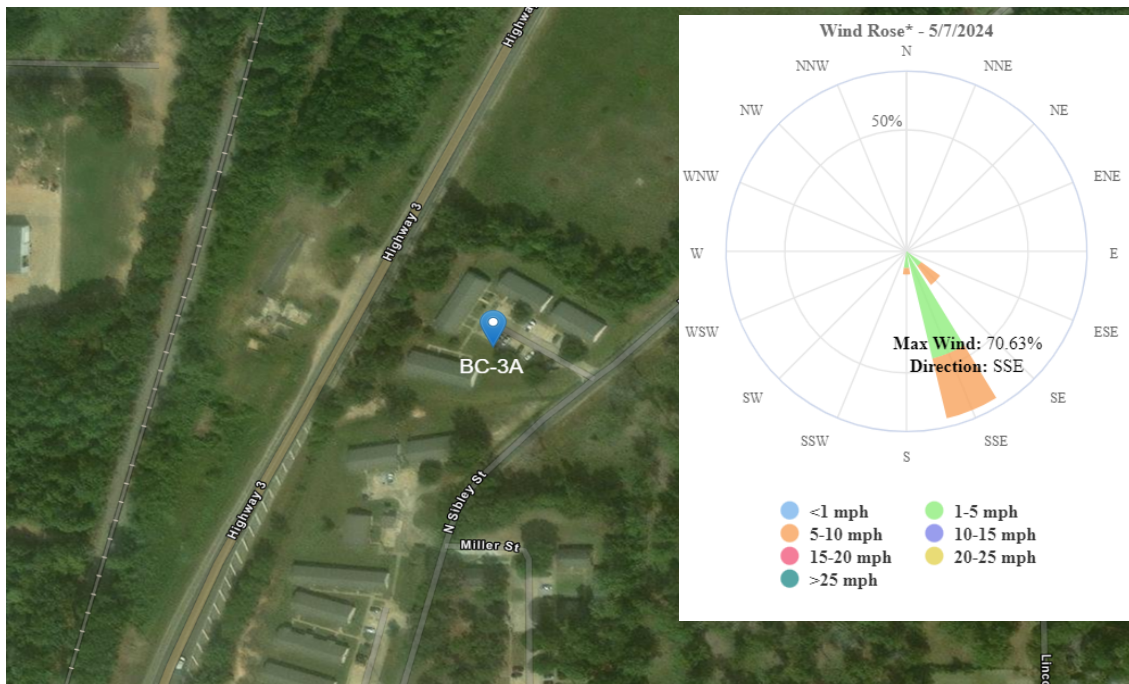 Highway
Highway 3
BC-3A
Highway 3
N Sibley St
Miller St
Linco
Wind Rose* - 5/7/2024
N
NNW
NNE
NW
NE
50%
WNW
ENE
W
E
WSW
ESE
Max Wind: 70.63%
Direction: SSE
SW
SE
SSW
SSE
S
<1 mph
1-5 mph
5-10 mph
10-15 mph
15-20 mph
20-25 mph
>25 mph